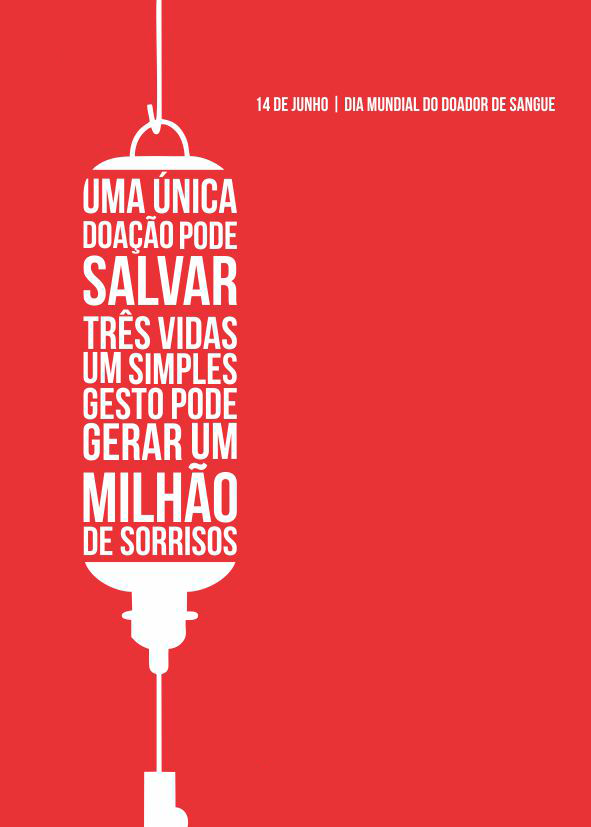 14 DE JUNHO | DIA MUNDIAL DO DOADOR DE SANGUE
UMA ÚNICA
DOAÇÃO PODE
SALVAR
TRÊS VIDAS
UM SIMPLES
GESTO PODE
GERAR UM
MILHÃO
DE SORRISOS